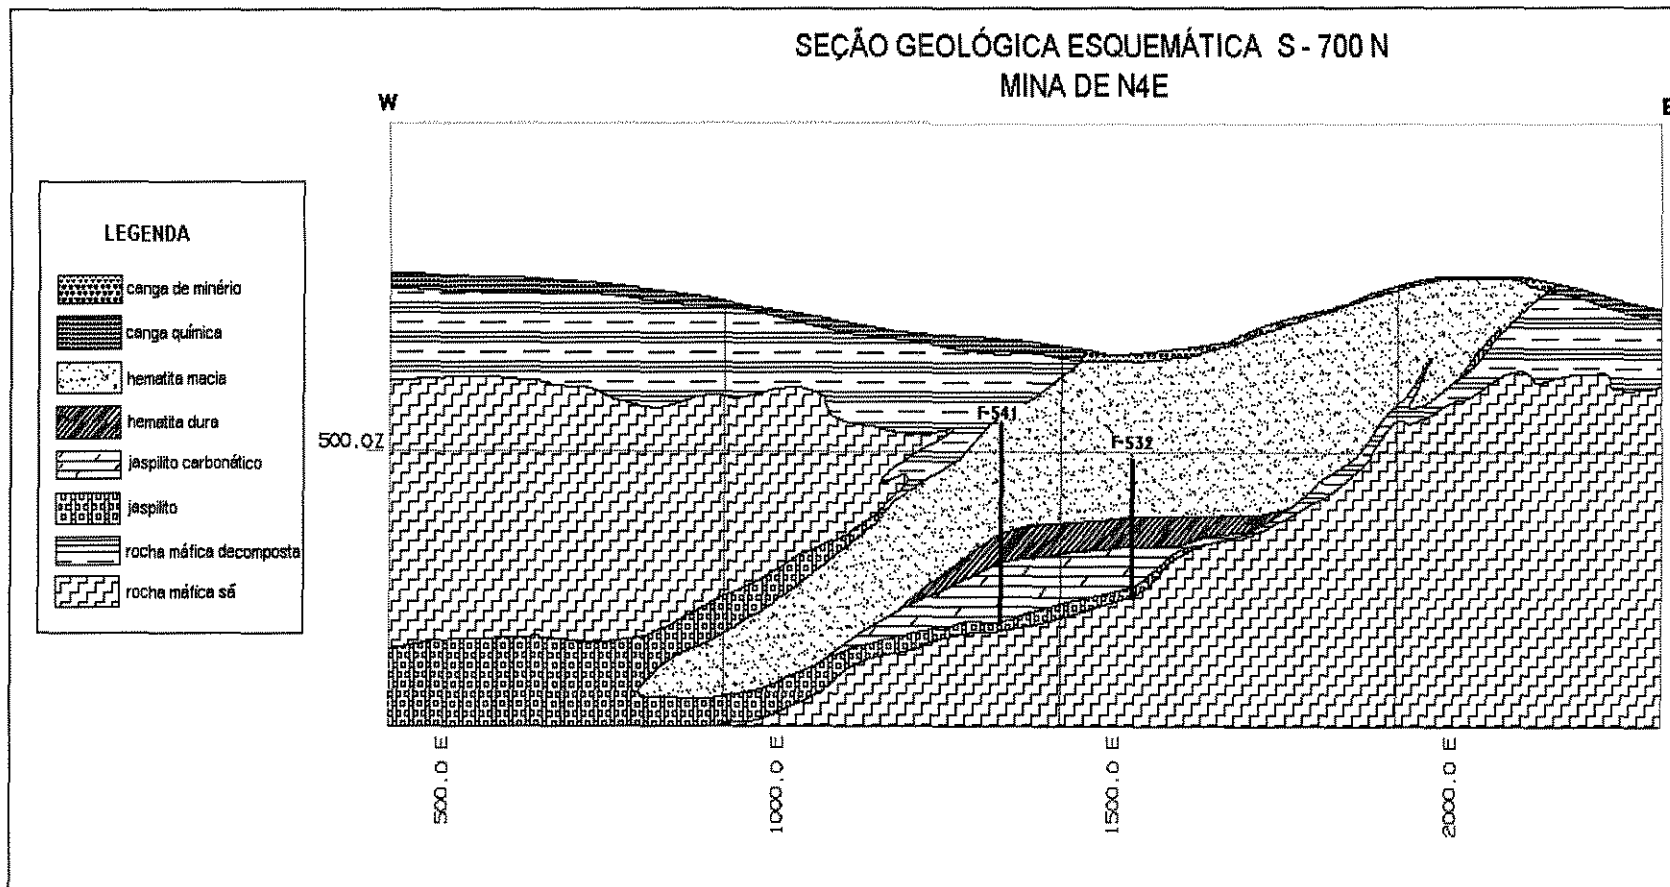 SEÇÃO GEOLÓGICA ESQUEMÁTICA S - 700 N
MINA DE N4E
W
E
LEGENDA
canga de minério
canga química
hematita macia
hematita dura
jaspilito carbonático
jaspilito
rocha máfica decomposta
rocha máfica sã
F-541
F-532
500.0Z
500.0 E
1000.0 E
1500.0 E
2000.0 E